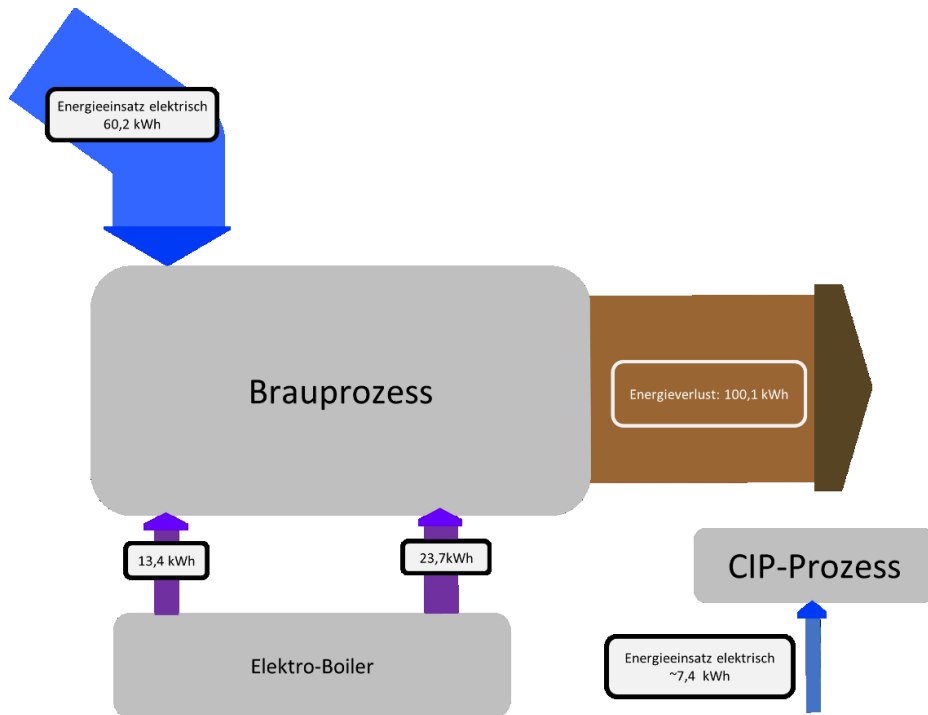 Energieeinsatz elektrisch
60,2 kWh
Brauprozess
Energieverlust: 100,1 kWh
13,4 kWh
23,7kWh
CIP-Prozess
Elektro-Boiler
Energieeinsatz elektrisch
~7,4 kWh